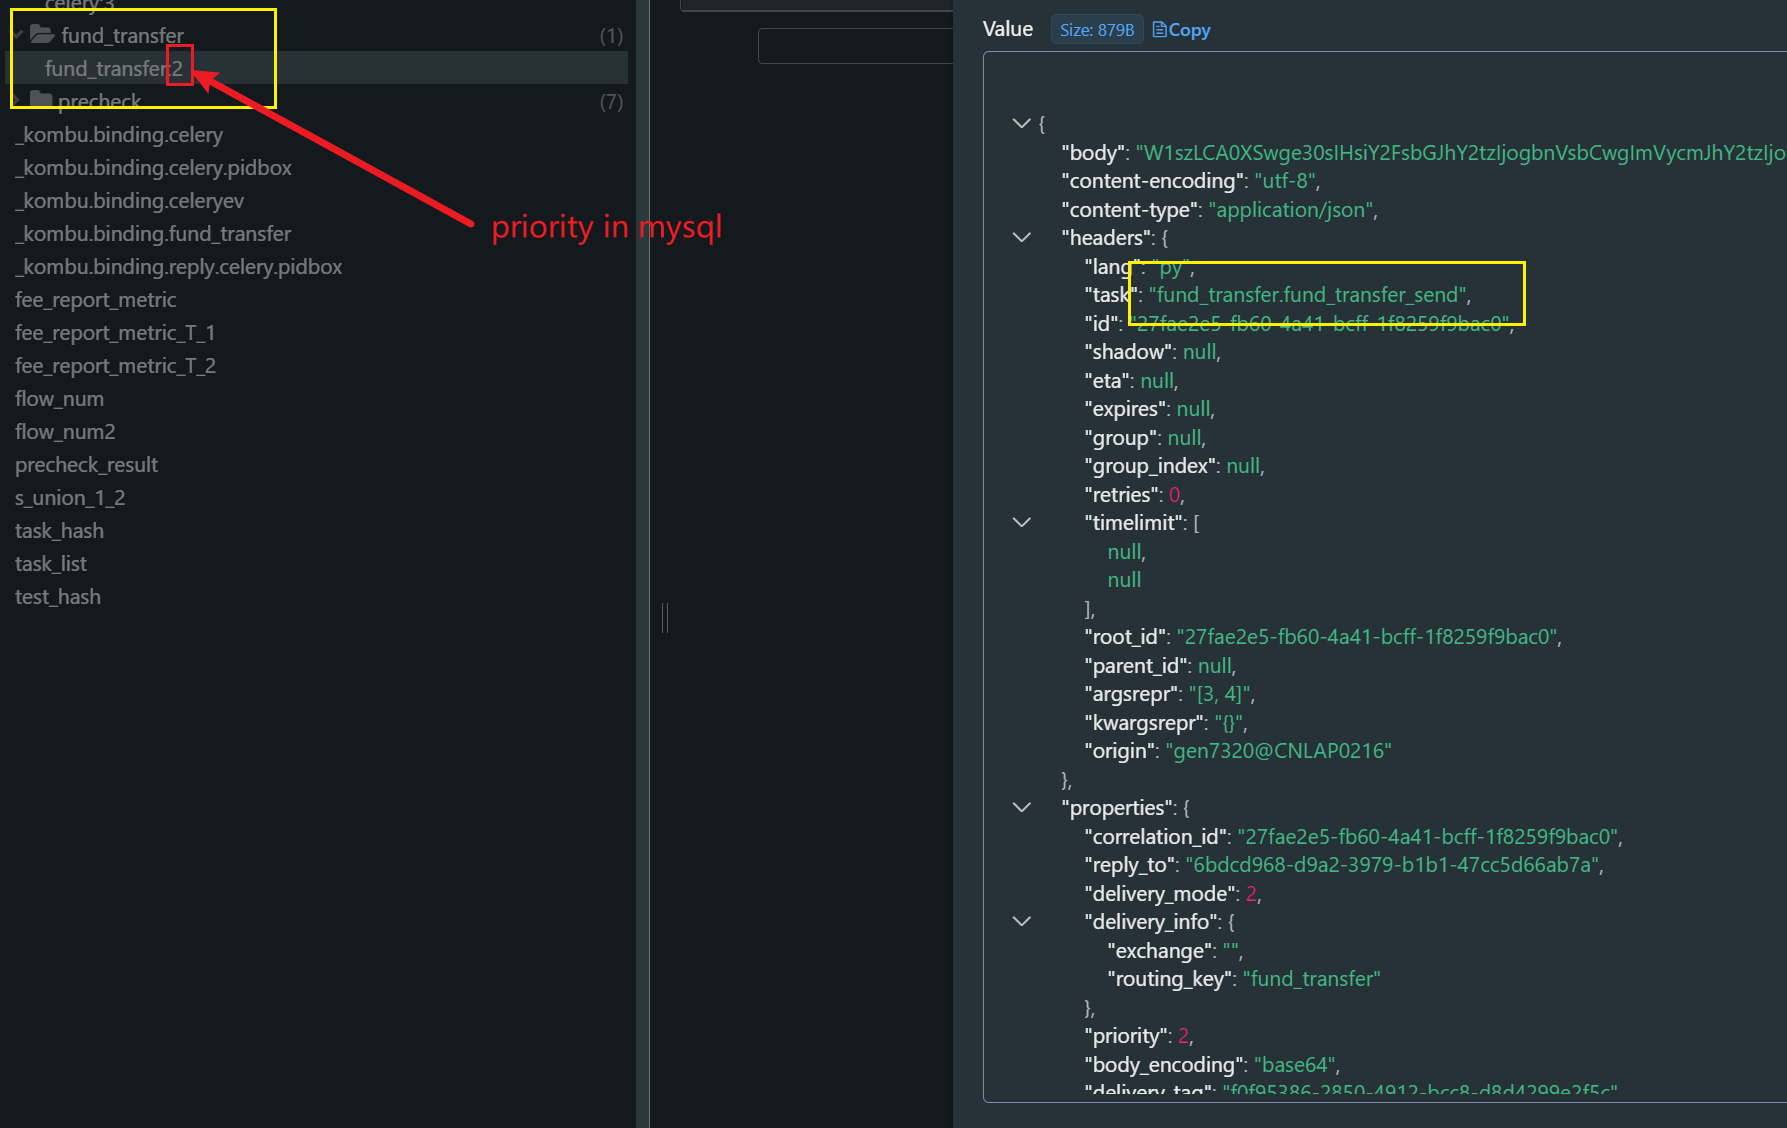 celery:3
fund_transfer (1)
fund_transfer:2
precheck (7)
_kombu.binding.celery
_kombu.binding.celery.pidbox
_kombu.binding.celeryev
_kombu.binding.fund_transfer
_kombu.binding.reply.celery.pidbox
fee_report_metric
fee_report_metric_T_1
fee_report_metric_T_2
flow_num
flow_num2
precheck_result
s_union_1_2
task_hash
task_list
test_hash
priority in mysql
Value Size: 879B Copy
{
"body": "W1szLCA0XSwge30sIHsiY2FsbGJhY2tzIjogbnVsbCwgImVycmJhY2tzIjo
"content-encoding": "utf-8",
"content-type": "application/json",
"headers": {
"lang": "py",
"task": "fund_transfer.fund_transfer_send",
"id": "27fae2e5-fb60-4a41-bcff-1f8259f9bac0",
"shadow": null,
"eta": null,
"expires": null,
"group": null,
"group_index": null,
"retries": 0,
"timelimit": [
null,
null
],
"root_id": "27fae2e5-fb60-4a41-bcff-1f8259f9bac0",
"parent_id": null,
"argsrepr": "[3, 4]",
"kwargsrepr": "{}",
"origin": "gen7320@CNLAP0216"
},
"properties": {
"correlation_id": "27fae2e5-fb60-4a41-bcff-1f8259f9bac0",
"reply_to": "6bdcd968-d9a2-3979-b1b1-47cc5d66ab7a",
"delivery_mode": 2,
"delivery_info": {
"exchange": "",
"routing_key": "fund_transfer"
},
"priority": 2,
"body_encoding": "base64",
"delivery_tag": "f0f95386-2850-4912-bcc8-d8d4299e2f5c"